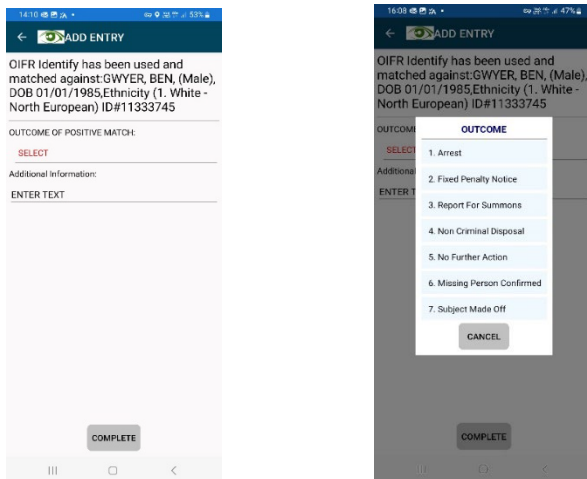 14:10
53%
ADD ENTRY
OIFR Identify has been used and
matched against:GWYER, BEN, (Male),
DOB 01/01/1985,Ethnicity (1. White -
North European) ID#11333745
OUTCOME OF POSITIVE MATCH:
SELECT
Additional Information:
ENTER TEXT
COMPLETE
16:08
47%
ADD ENTRY
OIFR Identify has been used and
matched against:GWYER, BEN, (Male),
DOB 01/01/1985,Ethnicity (1. White -
North European) ID#11333745
OUTCOM
SELECT
Additional
ENTER T
OUTCOME
1. Arrest
2. Fixed Penalty Notice
3. Report For Summons
4. Non Criminal Disposal
5. No Further Action
6. Missing Person Confirmed
7. Subject Made Off
CANCEL
COMPLETE